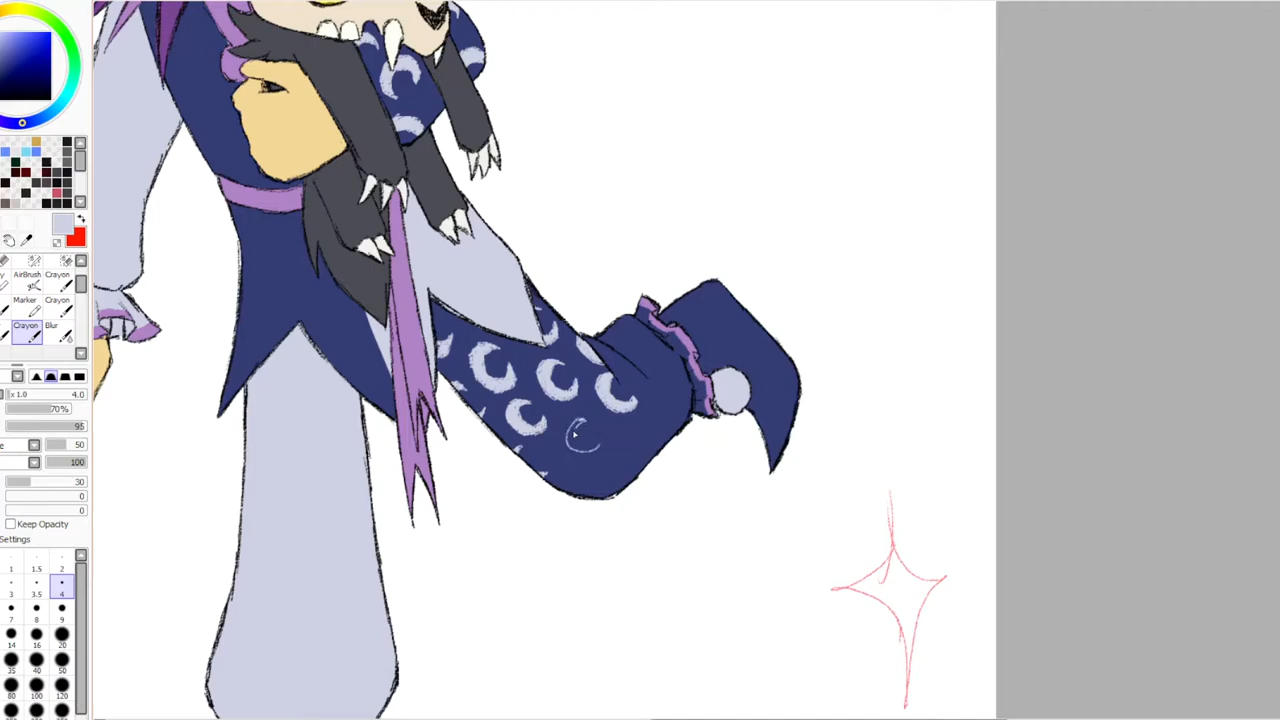 AirBrush Crayon
Marker Crayon
Crayon Blur
x 1.0 4.0
70%
95
50
100
30
0
0
Keep Opacity
Settings
1 1.5 2
3 3.5 4
7 8 9
14 16 20
35 40 50
80 100 120